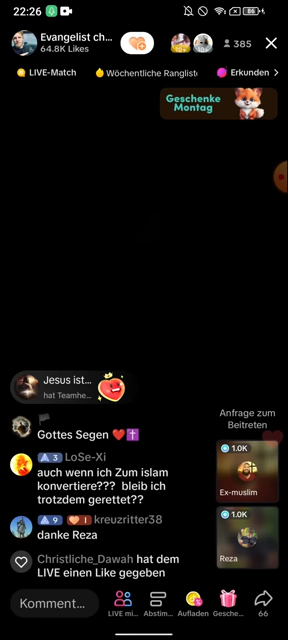 22:26
86
Evangelist ch...
64.8K Likes
10+
10+
385
LIVE-Match
Wöchentliche Rangliste
Erkunden
Geschenke
Montag
Jesus ist...
hat Teamhe...
Gottes Segen ❤️✝️
3 LoSe-Xi
auch wenn ich Zum islam
konvertiere??? bleib ich
trotzdem gerettet??
9 I kreuzritter38
danke Reza
Christliche_Dawah hat dem
LIVE einen Like gegeben
Anfrage zum
Beitreten
1.0K
Ex-muslim
1.0K
Reza
Komment...
LIVE mi...
Abstim...
Aufladen
Gesche...
66